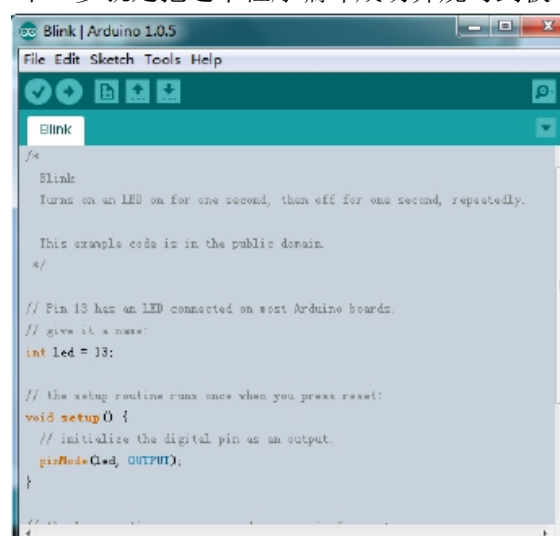 Blink | Arduino 1.0.5
File Edit Sketch Tools Help
Blink
/*
Blink
Turns on an LED on for one second, then off for one second, repeatedly.
This example code is in the public domain.
*/
// Pin 13 has an LED connected on most Arduino boards.
// give it a name:
int led = 13;
// the setup routine runs once when you press reset:
void setup() {
// initialize the digital pin as an output.
pinMode(led, OUTPUT);
}